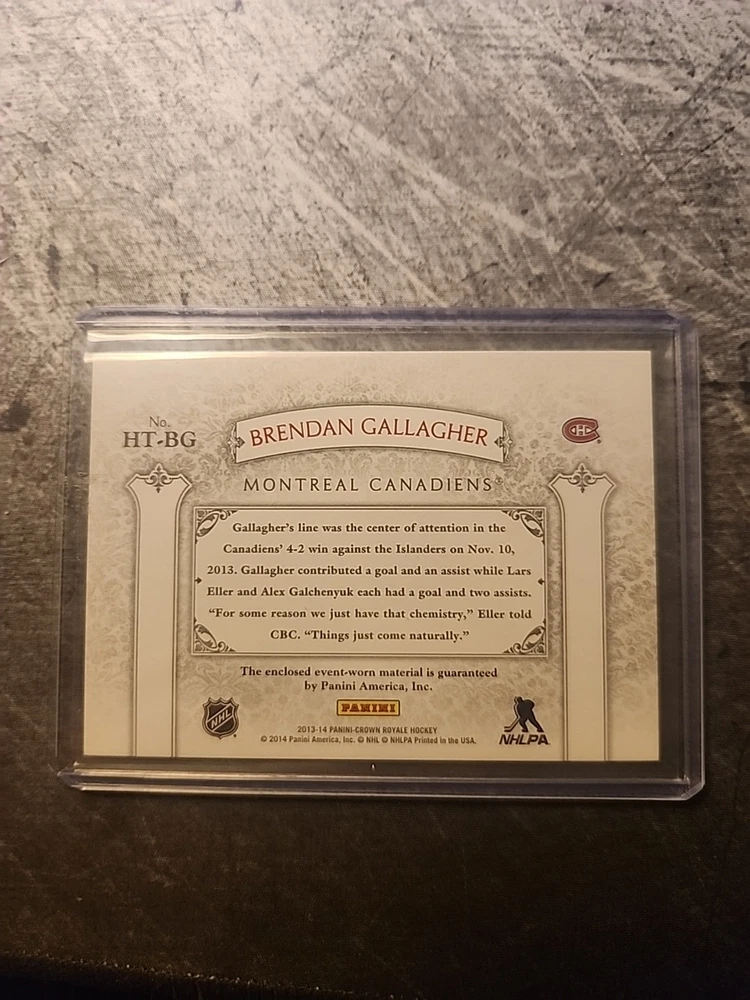 No.
HT-BG
BRENDAN GALLAGHER
MONTREAL CANADIENS®
Gallagher's line was the center of attention in the
Canadiens' 4-2 win against the Islanders on Nov. 10,
2013. Gallagher contributed a goal and an assist while Lars
Eller and Alex Galchenyuk each had a goal and two assists.
"For some reason we just have that chemistry," Eller told
CBC. "Things just come naturally."
The enclosed event-worn material is guaranteed
by Panini America, Inc.
PANINI
NHL
2013-14 PANINI-CROWN ROYALE HOCKEY
© 2014 Panini America, Inc. © NHL © NHLPA Printed in the USA.
NHLPA